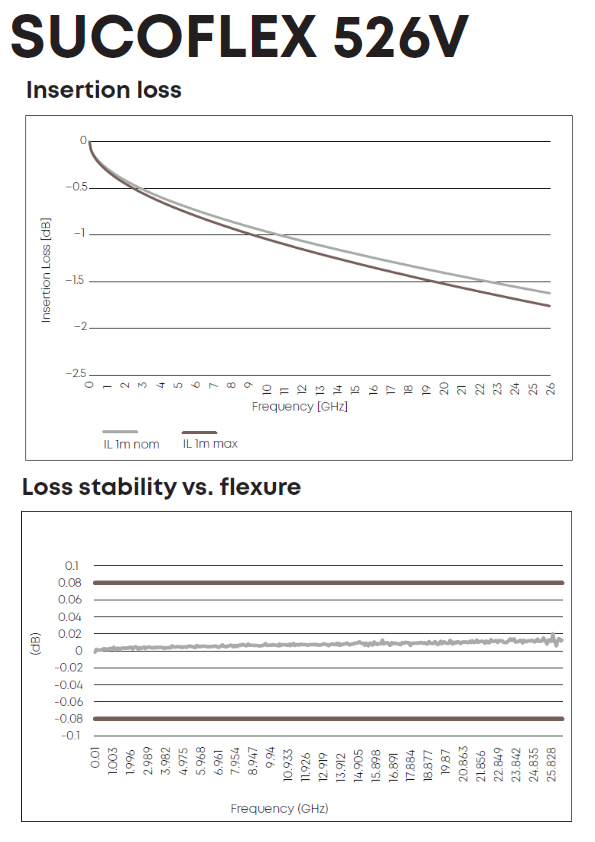 SUCOFLEX 526V
Insertion loss
0
−0.5
−1
−1.5
−2
−2.5
Insertion Loss [dB]
0 1 2 3 4 5 6 7 8 9 10 11 12 13 14 15 16 17 18 19 20 21 22 23 24 25 26
Frequency [GHz]
IL 1m nom IL 1m max
Loss stability vs. flexure
0.1
0.08
0.06
0.04
0.02
0
-0.02
-0.04
-0.06
-0.08
-0.1
(dB)
0.01 1.003 1.996 2.989 3.982 4.975 5.968 6.961 7.954 8.947 9.94 10.933 11.926 12.919 13.912 14.905 15.898 16.891 17.884 18.877 19.87 20.863 21.856 22.849 23.842 24.835 25.828
Frequency (GHz)